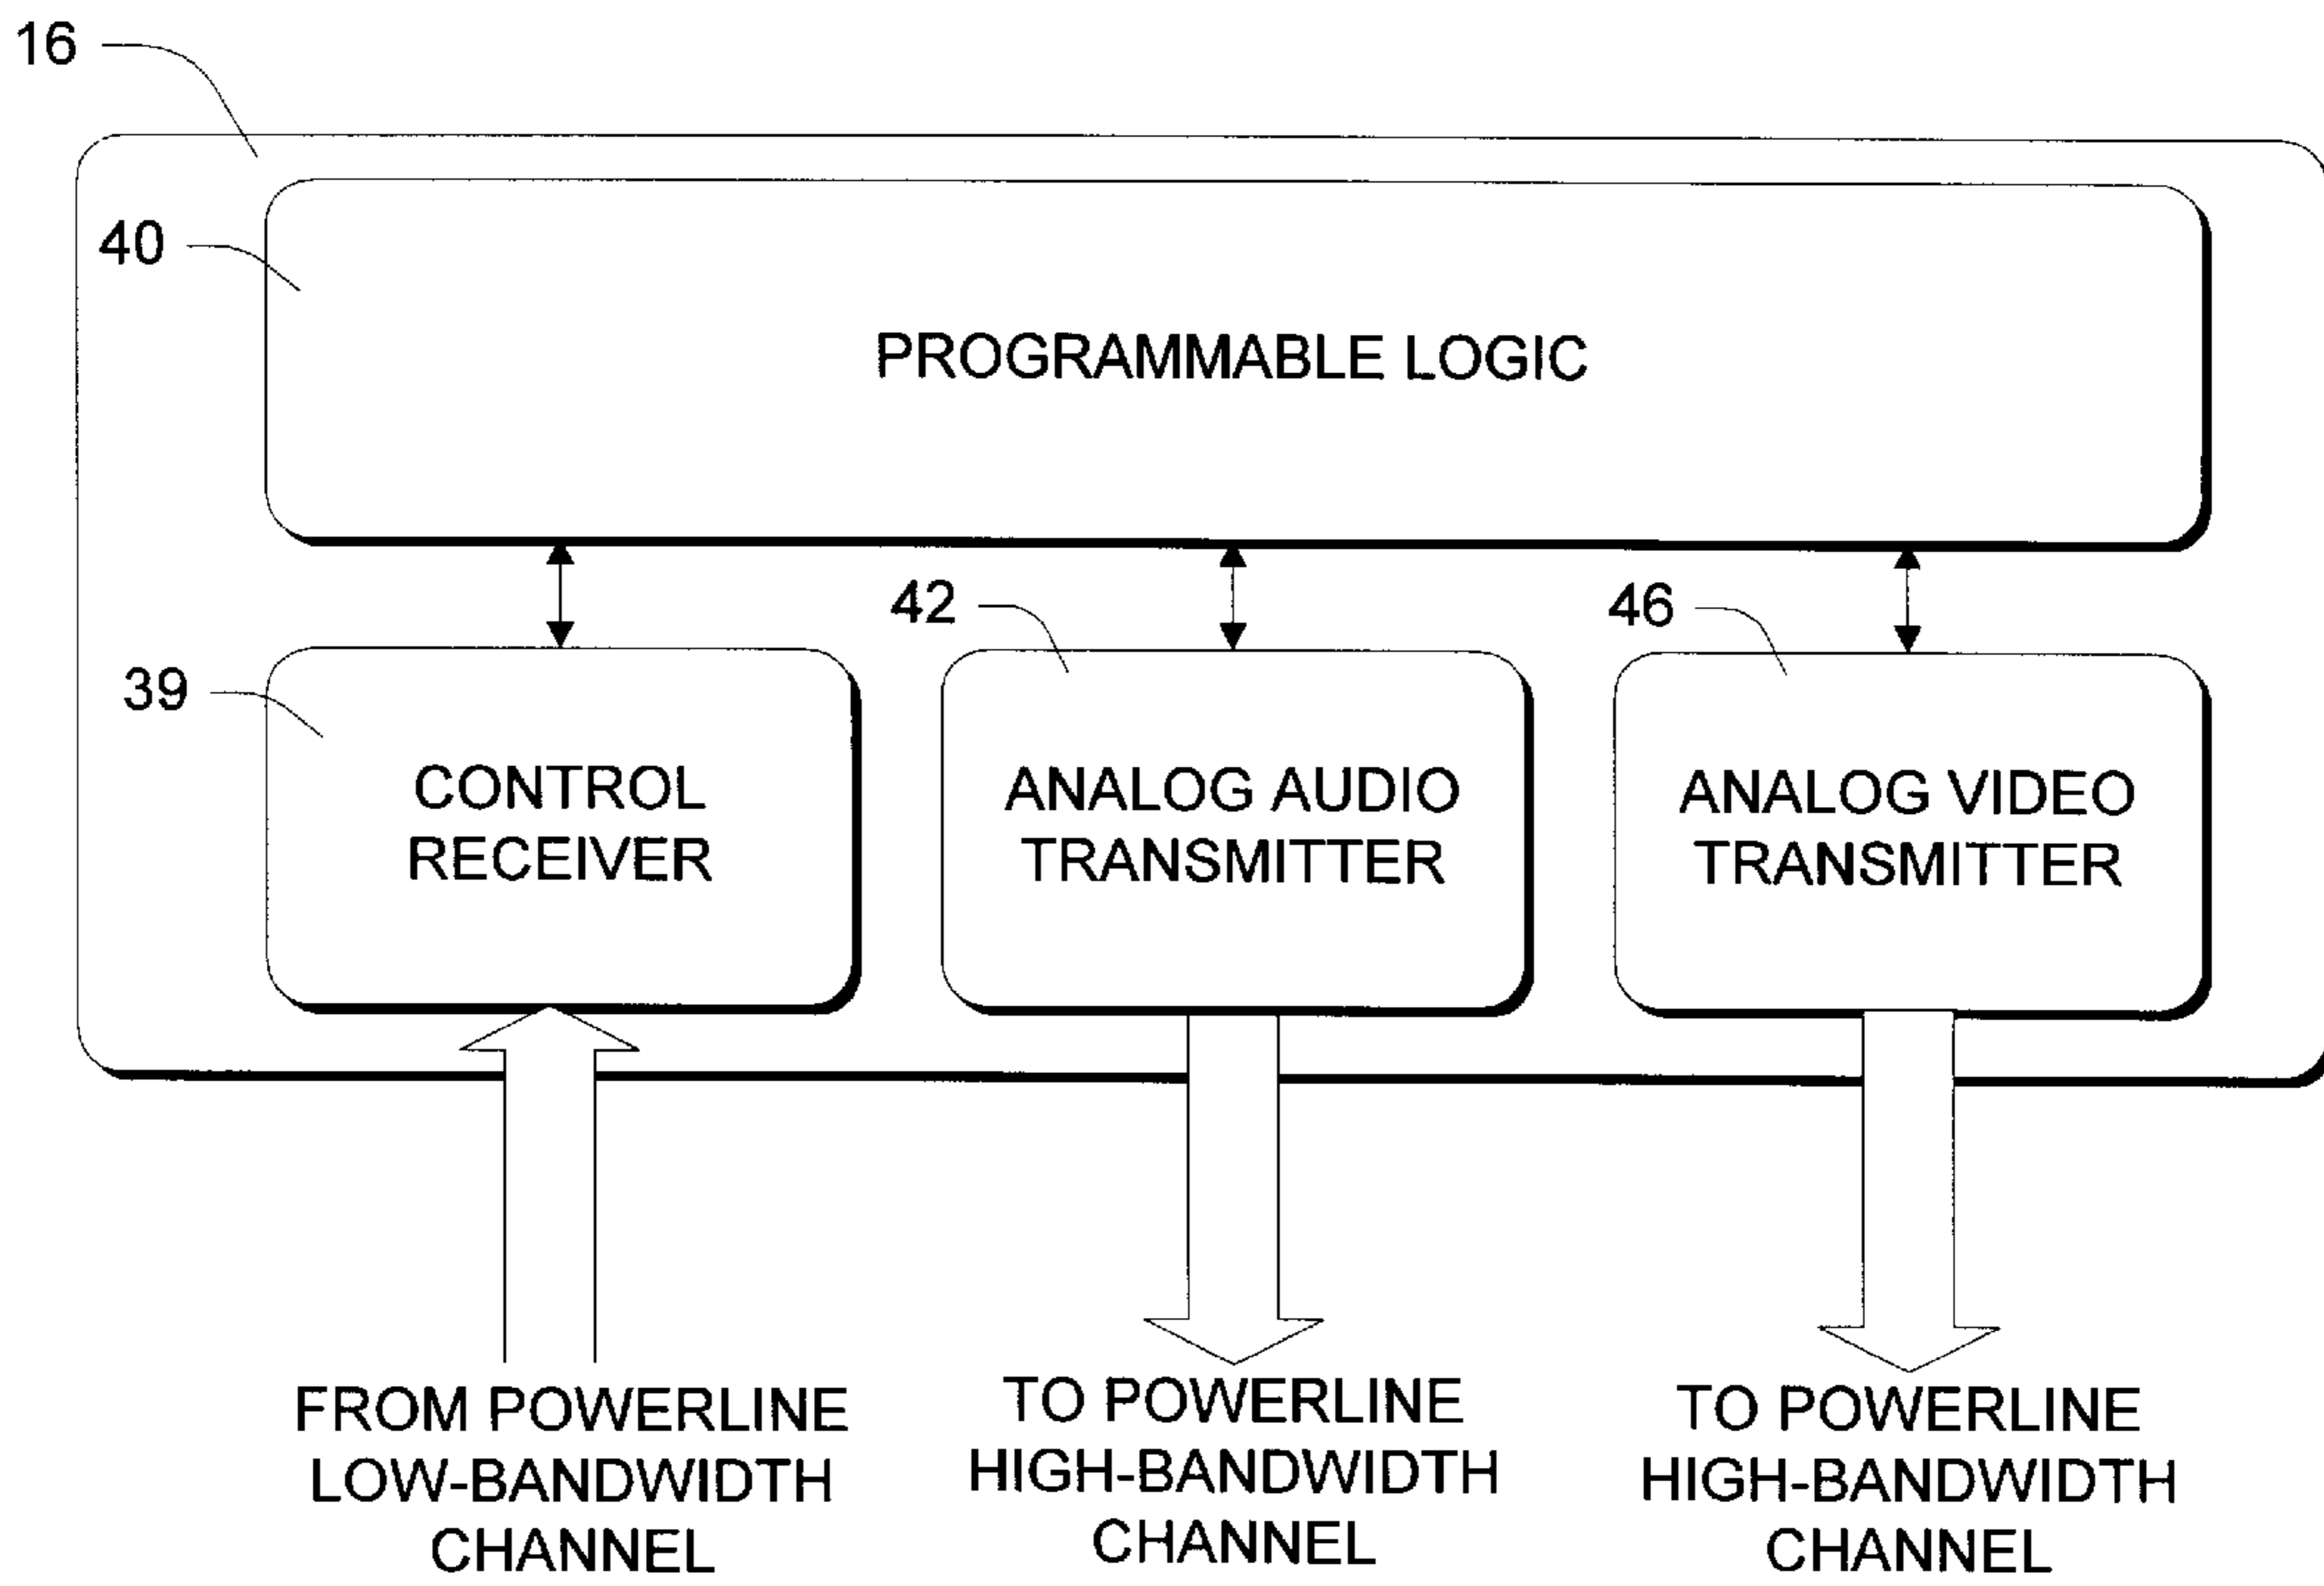 16
40
PROGRAMMABLE LOGIC
42
46
39
CONTROL
RECEIVER
ANALOG AUDIO
TRANSMITTER
ANALOG VIDEO
TRANSMITTER
FROM POWERLINE
LOW-BANDWIDTH
CHANNEL
TO POWERLINE
HIGH-BANDWIDTH
CHANNEL
TO POWERLINE
HIGH-BANDWIDTH
CHANNEL